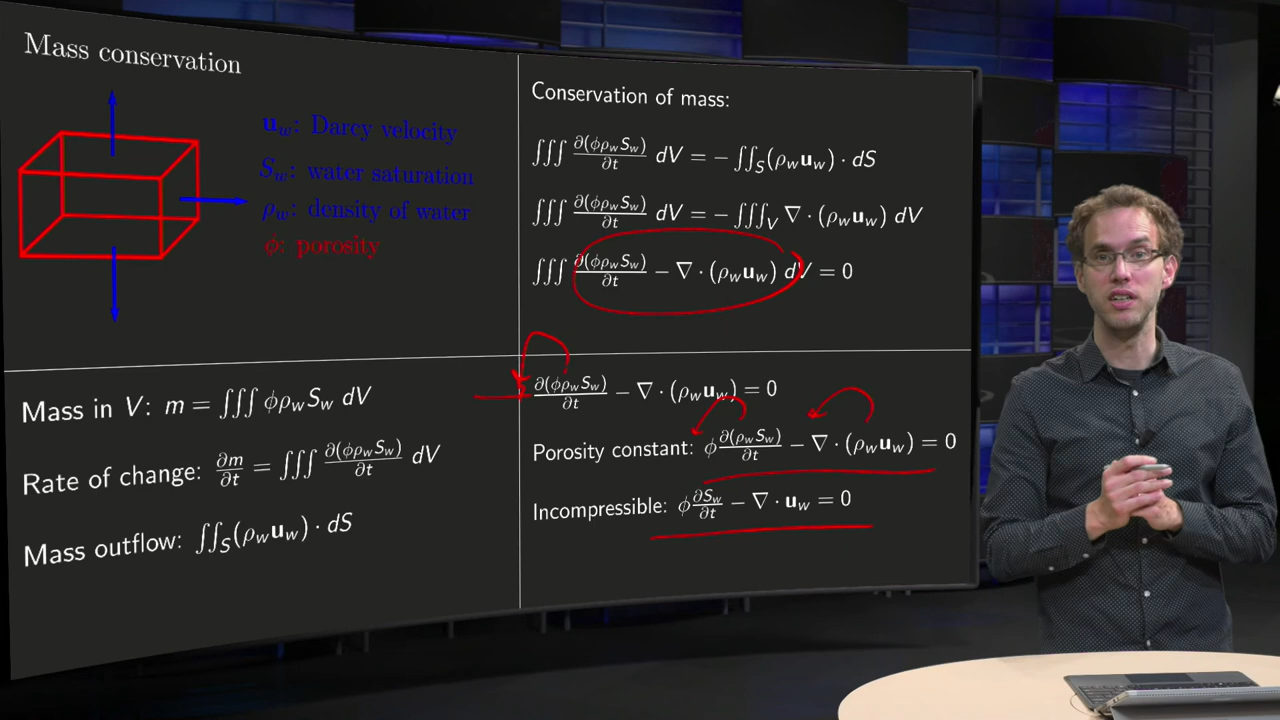 Mass conservation
u_w: Darcy velocity
S_w: water saturation
ρ_w: density of water
ϕ: porosity
Mass in V: m = ∭ ϕρ_wS_w dV
Rate of change: ∂m/∂t = ∭ ∂(ϕρ_wS_w)/∂t dV
Mass outflow: ∬_S(ρ_w u_w) · dS
Conservation of mass:
∭ ∂(ϕρ_wS_w)/∂t dV = − ∬_S(ρ_w u_w) · dS
∭ ∂(ϕρ_wS_w)/∂t dV = − ∭_V ∇ · (ρ_w u_w) dV
∭ ∂(ϕρ_wS_w)/∂t − ∇ · (ρ_w u_w) dV = 0
∂(ϕρ_wS_w)/∂t − ∇ · (ρ_w u_w) = 0
Porosity constant: ϕ ∂(ρ_wS_w)/∂t − ∇ · (ρ_w u_w) = 0
Incompressible: ϕ ∂S_w/∂t − ∇ · u_w = 0